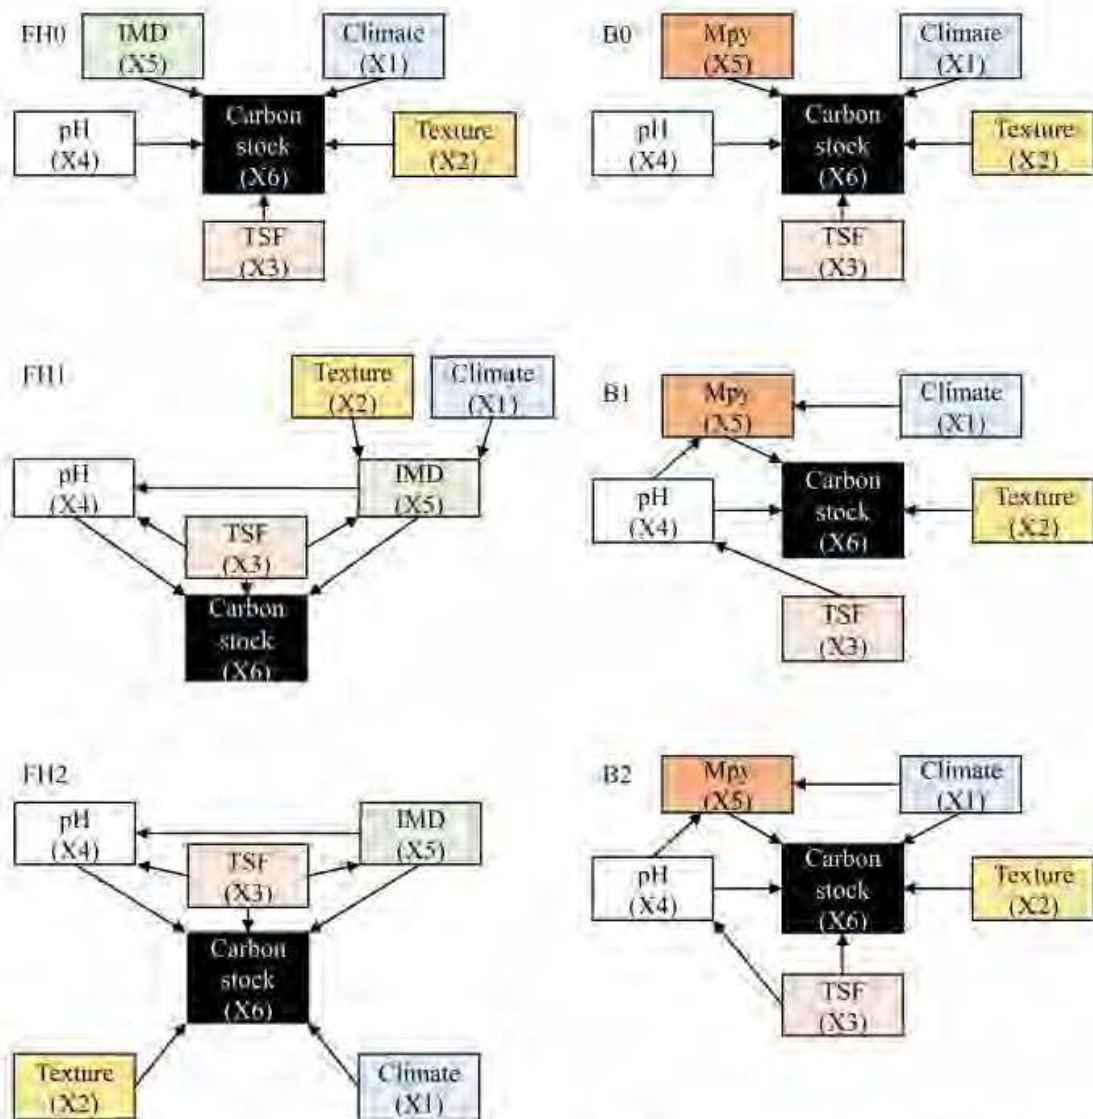 FH0
IMD
(X5)
Climate
(X1)
pH
(X4)
Carbon
stock
(X6)
Texture
(X2)
TSF
(X3)
B0
Mpy
(X5)
Climate
(X1)
pH
(X4)
Carbon
stock
(X6)
Texture
(X2)
TSF
(X3)
FH1
Texture
(X2)
Climate
(X1)
pH
(X4)
IMD
(X5)
TSF
(X3)
Carbon
stock
(X6)
B1
Mpy
(X5)
Climate
(X1)
pH
(X4)
Carbon
stock
(X6)
Texture
(X2)
TSF
(X3)
FH2
pH
(X4)
IMD
(X5)
TSF
(X3)
Carbon
stock
(X6)
Texture
(X2)
Climate
(X1)
B2
Mpy
(X5)
Climate
(X1)
pH
(X4)
Carbon
stock
(X6)
Texture
(X2)
TSF
(X3)